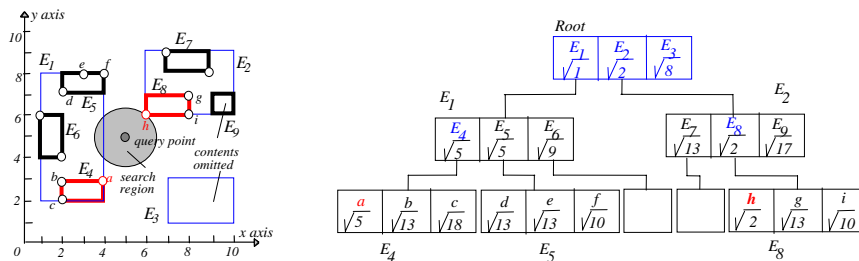 y axis
10
8
6
4
2
2 4 6 8 10
x axis
E1
e f
d
E5
E6
b E4 a
c
E7
E2
E8
g
h i
E9
query point
search
region
contents
omitted
E3
Root
E1 E2 E3
√1 √2 √8
E1
E2
E4 E5 E6
√5 √5 √9
E7 E8 E9
√13 √2 √17
a b c
√5 √13 √18
d e f
√13 √13 √10
h g i
√2 √13 √10
E4
E5
E8